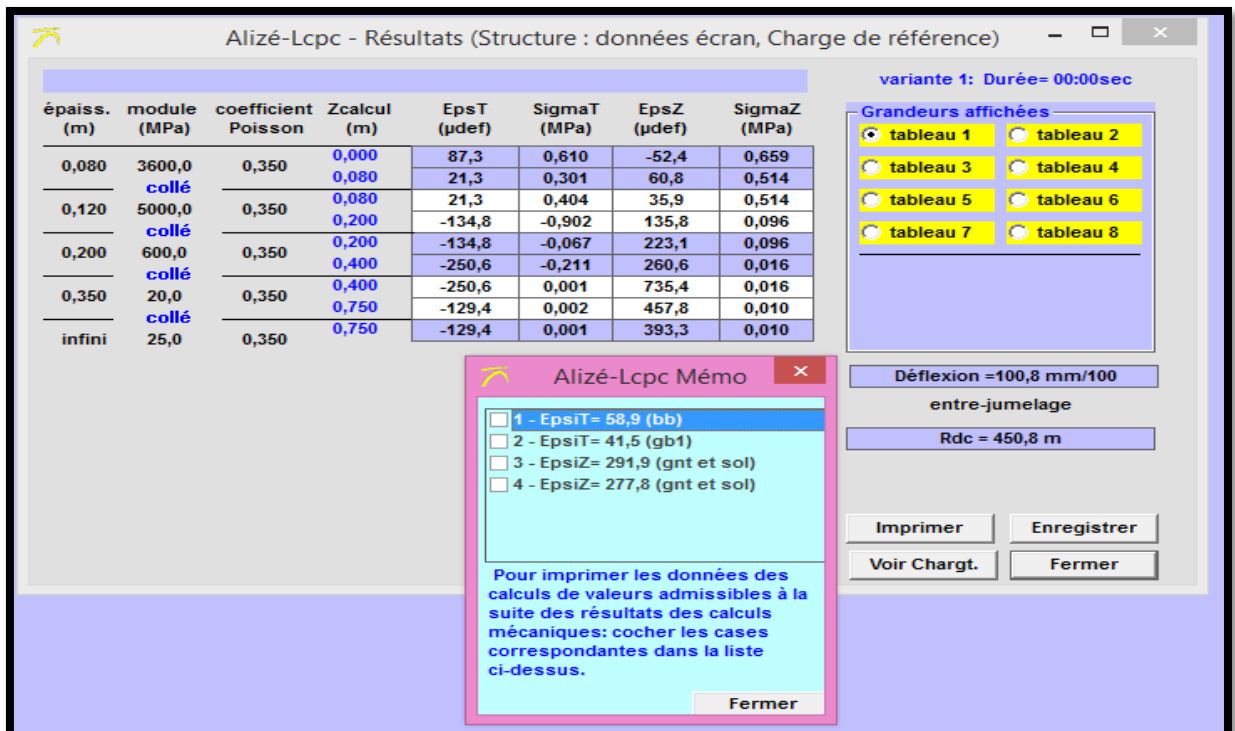 Alizé-Lcpc - Résultats (Structure : données écran, Charge de référence)
variante 1: Durée= 00:00sec
épaiss. module coefficient Zcalcul EpsT SigmaT EpsZ SigmaZ
(m) (MPa) Poisson (m) (µdef) (MPa) (µdef) (MPa)
0,000 87,3 0,610 -52,4 0,659
0,080 3600,0 0,350
0,080 21,3 0,301 60,8 0,514
collé
0,080 21,3 0,404 35,9 0,514
0,120 5000,0 0,350
0,200 -134,8 -0,902 135,8 0,096
collé
0,200 -134,8 -0,067 223,1 0,096
0,200 600,0 0,350
0,400 -250,6 -0,211 260,6 0,016
collé
0,400 -250,6 0,001 735,4 0,016
0,350 20,0 0,350
0,750 -129,4 0,002 457,8 0,010
collé
0,750 -129,4 0,001 393,3 0,010
infini 25,0 0,350
Grandeurs affichées
tableau 1 tableau 2
tableau 3 tableau 4
tableau 5 tableau 6
tableau 7 tableau 8
Déflexion =100,8 mm/100
entre-jumelage
Rdc = 450,8 m
Imprimer Enregistrer
Voir Chargt. Fermer
Alizé-Lcpc Mémo
1 - EpsiT= 58,9 (bb)
2 - EpsiT= 41,5 (gb1)
3 - EpsiZ= 291,9 (gnt et sol)
4 - EpsiZ= 277,8 (gnt et sol)
Pour imprimer les données des
calculs de valeurs admissibles à la
suite des résultats des calculs
mécaniques: cocher les cases
correspondantes dans la liste
ci-dessus.
Fermer